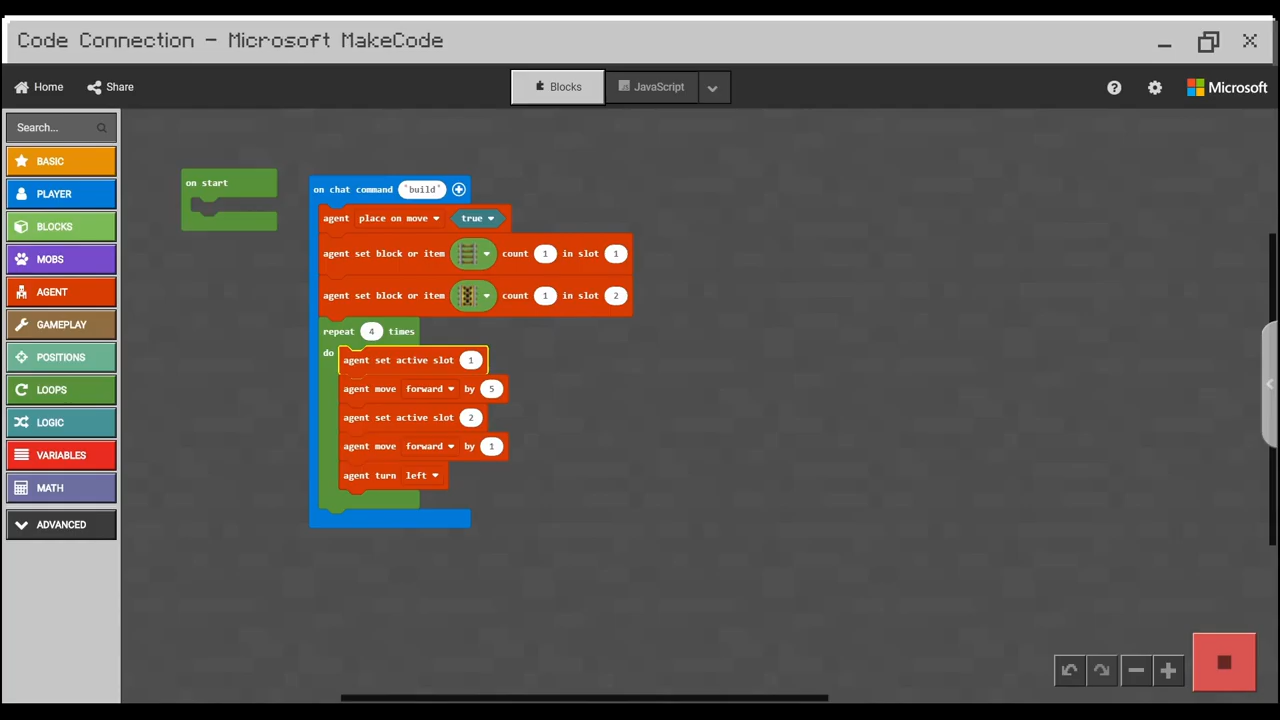 Code Connection - Microsoft MakeCode
Home Share Blocks JavaScript Microsoft
Search...
BASIC
PLAYER
BLOCKS
MOBS
AGENT
GAMEPLAY
POSITIONS
LOOPS
LOGIC
VARIABLES
MATH
ADVANCED
on start
on chat command "build"
agent place on move true
agent set block or item count 1 in slot 1
agent set block or item count 1 in slot 2
repeat 4 times
do
agent set active slot 1
agent move forward by 5
agent set active slot 2
agent move forward by 1
agent turn left